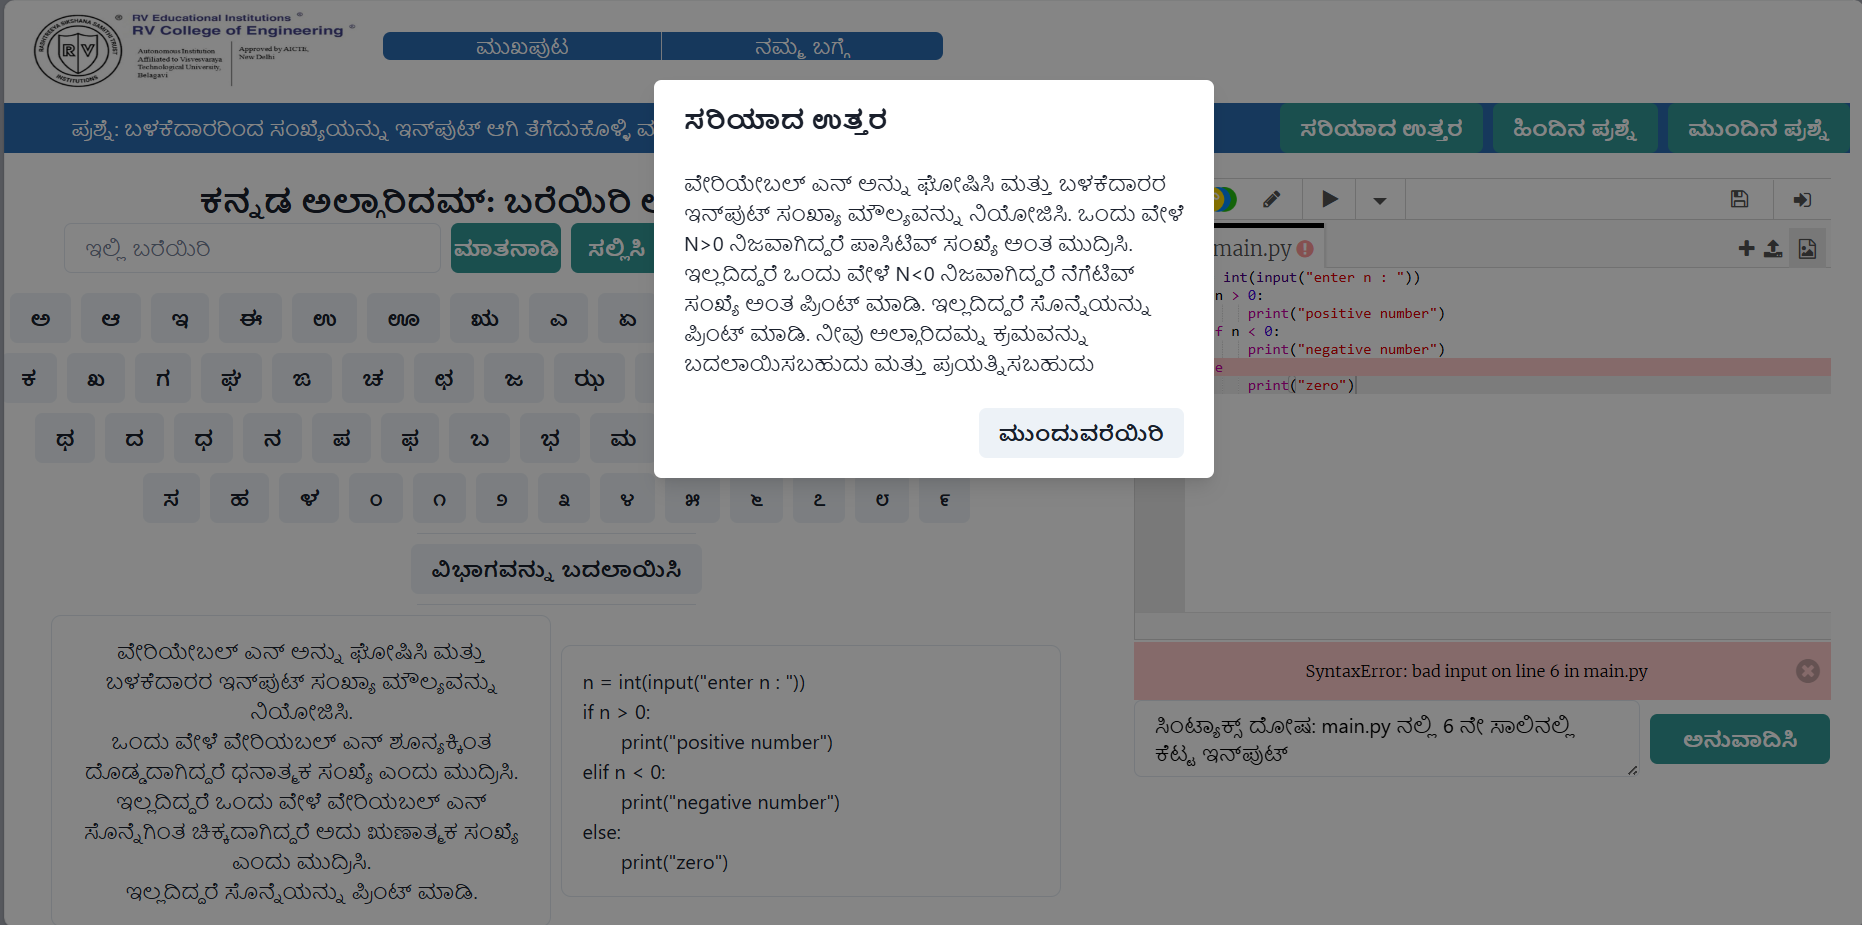 RV Educational Institutions ®
RV College of Engineering ®
Autonomous Institution
Affiliated to Visvesvaraya
Technological University,
Belagavi
Approved by AICTE,
New Delhi
RV
INSTITUTIONS
ಮುಖಪುಟ
ನಮ್ಮ ಬಗ್ಗೆ
ಪ್ರಶ್ನೆ: ಬಳಕೆದಾರರಿಂದ ಸಂಖ್ಯೆಯನ್ನು ಇನ್‌ಪುಟ್ ಆಗಿ ತೆಗೆದುಕೊಳ್ಳಿ
ಸರಿಯಾದ ಉತ್ತರ
ಹಿಂದಿನ ಪ್ರಶ್ನೆ
ಮುಂದಿನ ಪ್ರಶ್ನೆ
ಸರಿಯಾದ ಉತ್ತರ
ವೇರಿಯೇಬಲ್ ಎನ್ ಅನ್ನು ಘೋಷಿಸಿ ಮತ್ತು ಬಳಕೆದಾರರ
ಇನ್‌ಪುಟ್ ಸಂಖ್ಯಾ ಮೌಲ್ಯವನ್ನು ನಿಯೋಜಿಸಿ. ಒಂದು ವೇಳೆ
N>0 ನಿಜವಾಗಿದ್ದರೆ ಪಾಸಿಟಿವ್ ಸಂಖ್ಯೆ ಅಂತ ಮುದ್ರಿಸಿ.
ಇಲ್ಲದಿದ್ದರೆ ಒಂದು ವೇಳೆ N<0 ನಿಜವಾಗಿದ್ದರೆ ನೆಗೆಟಿವ್
ಸಂಖ್ಯೆ ಅಂತ ಪ್ರಿಂಟ್ ಮಾಡಿ. ಇಲ್ಲದಿದ್ದರೆ ಸೊನ್ನೆಯನ್ನು
ಪ್ರಿಂಟ್ ಮಾಡಿ. ನೀವು ಅಲ್ಗಾರಿದಮ್ನ ಕ್ರಮವನ್ನು
ಬದಲಾಯಿಸಬಹುದು ಮತ್ತು ಪ್ರಯತ್ನಿಸಬಹುದು
ಮುಂದುವರೆಯಿರಿ
ಕನ್ನಡ ಅಲ್ಗಾರಿದಮ್: ಬರೆಯಿರಿ
ಇಲ್ಲಿ ಬರೆಯಿರಿ
ಮಾತನಾಡಿ
ಸಲ್ಲಿಸಿ
ಅ ಆ ಇ ಈ ಉ ಊ ಋ ಎ ಏ
ಕ ಖ ಗ ಘ ಙ ಚ ಛ ಜ ಝ
ಥ ದ ಧ ನ ಪ ಫ ಬ ಭ ಮ
ಸ ಹ ಳ ೦ ೧ ೨ ೩ ೪ ೫ ೬ ೭ ೮ ೯
ವಿಭಾಗವನ್ನು ಬದಲಾಯಿಸಿ
ವೇರಿಯೇಬಲ್ ಎನ್ ಅನ್ನು ಘೋಷಿಸಿ ಮತ್ತು
ಬಳಕೆದಾರರ ಇನ್‌ಪುಟ್ ಸಂಖ್ಯಾ ಮೌಲ್ಯವನ್ನು
ನಿಯೋಜಿಸಿ.
ಒಂದು ವೇಳೆ ವೇರಿಯಬಲ್ ಎನ್ ಶೂನ್ಯಕ್ಕಿಂತ
ದೊಡ್ಡದಾಗಿದ್ದರೆ ಧನಾತ್ಮಕ ಸಂಖ್ಯೆ ಎಂದು ಮುದ್ರಿಸಿ.
ಇಲ್ಲದಿದ್ದರೆ ಒಂದು ವೇಳೆ ವೇರಿಯಬಲ್ ಎನ್
ಸೊನ್ನೆಗಿಂತ ಚಿಕ್ಕದಾಗಿದ್ದರೆ ಅದು ಋಣಾತ್ಮಕ ಸಂಖ್ಯೆ
ಎಂದು ಮುದ್ರಿಸಿ.
ಇಲ್ಲದಿದ್ದರೆ ಸೊನ್ನೆಯನ್ನು ಪ್ರಿಂಟ್ ಮಾಡಿ.
n = int(input("enter n : "))
if n > 0:
print("positive number")
elif n < 0:
print("negative number")
else:
print("zero")
main.py
int(input("enter n : "))
n > 0:
print("positive number")
f n < 0:
print("negative number")
e
print("zero")
SyntaxError: bad input on line 6 in main.py
ಸಿಂಟ್ಯಾಕ್ಸ್ ದೋಷ: main.py ನಲ್ಲಿ 6 ನೇ ಸಾಲಿನಲ್ಲಿ
ಕೆಟ್ಟ ಇನ್‌ಪುಟ್
ಅನುವಾದಿಸಿ